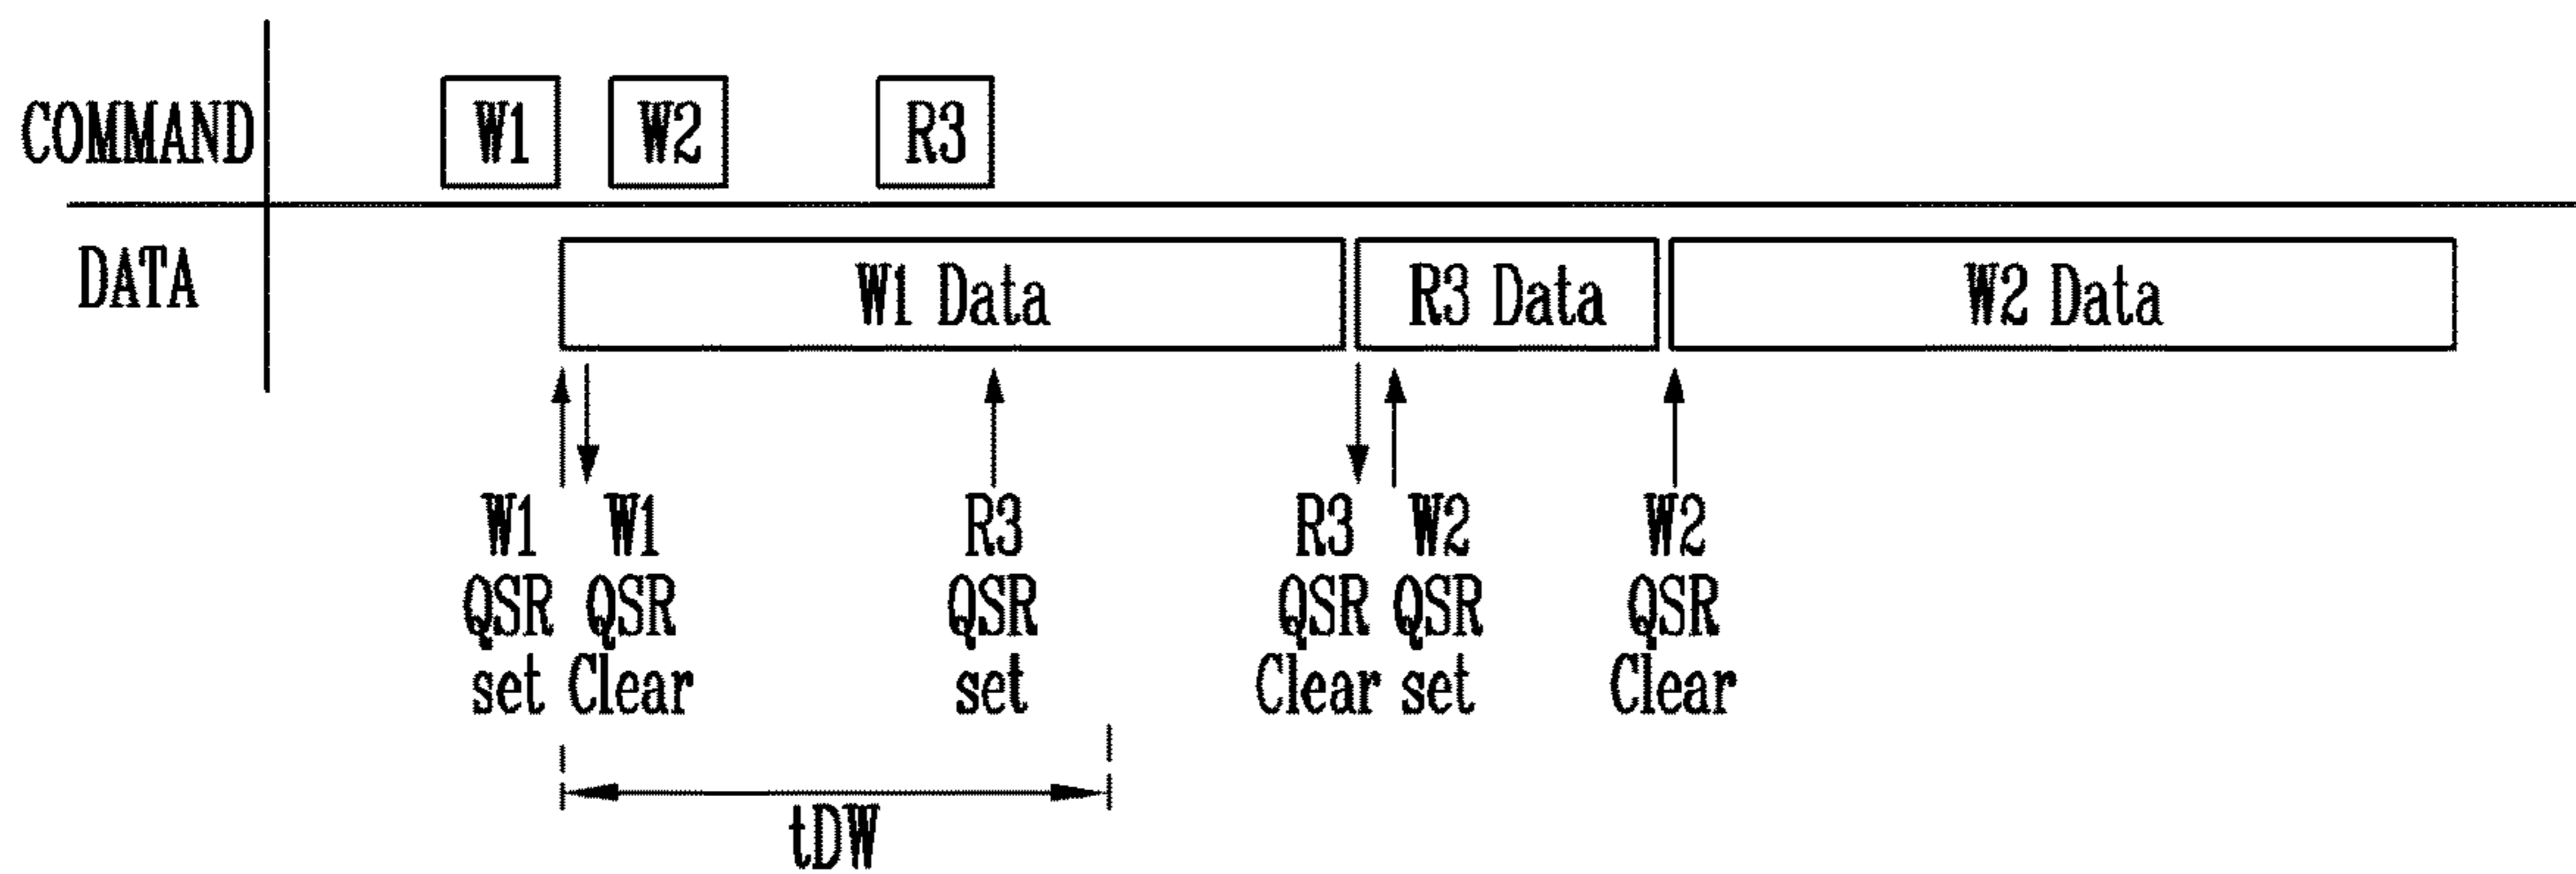 COMMAND W1 W2 R3
DATA W1 Data R3 Data W2 Data
W1 W1 R3 R3 W2 W2
QSR QSR QSR QSR QSR QSR
set Clear set Clear set Clear
tDW